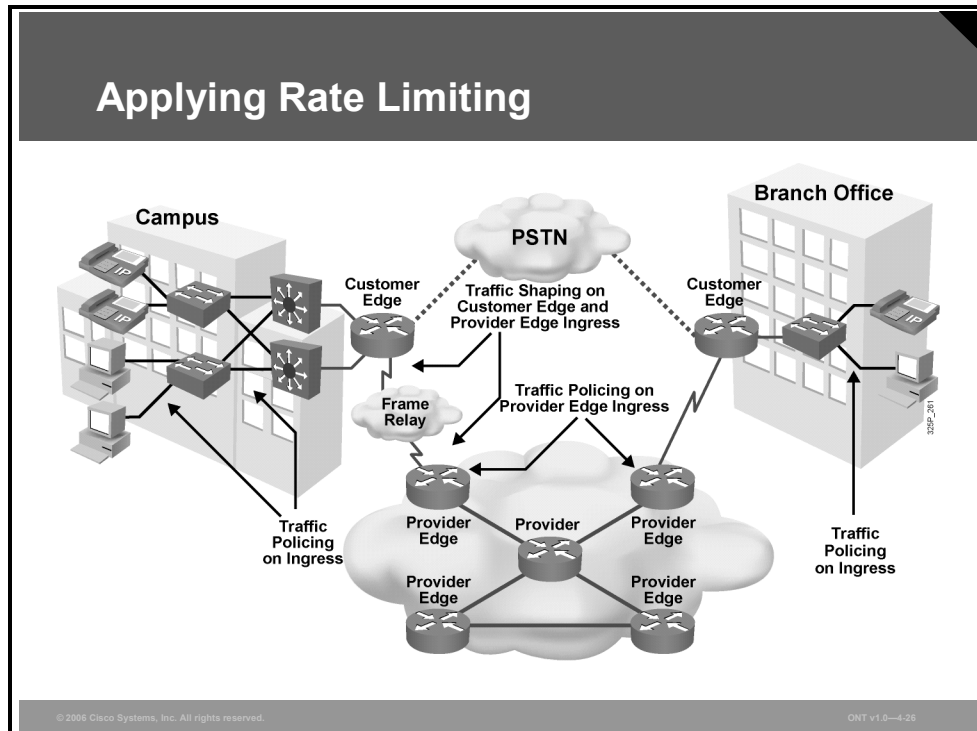 Applying Rate Limiting
Campus
Branch Office
PSTN
Customer
Edge
Traffic Shaping on
Customer Edge and
Provider Edge Ingress
Customer
Edge
IP
IP
IP
Traffic Policing on
Provider Edge Ingress
Frame
Relay
325P_261
Traffic
Policing
on Ingress
Provider
Edge
Provider
Provider
Edge
Traffic
Policing
on Ingress
Provider
Edge
Provider
Edge
© 2006 Cisco Systems, Inc. All rights reserved.
ONT v1.0—4-26